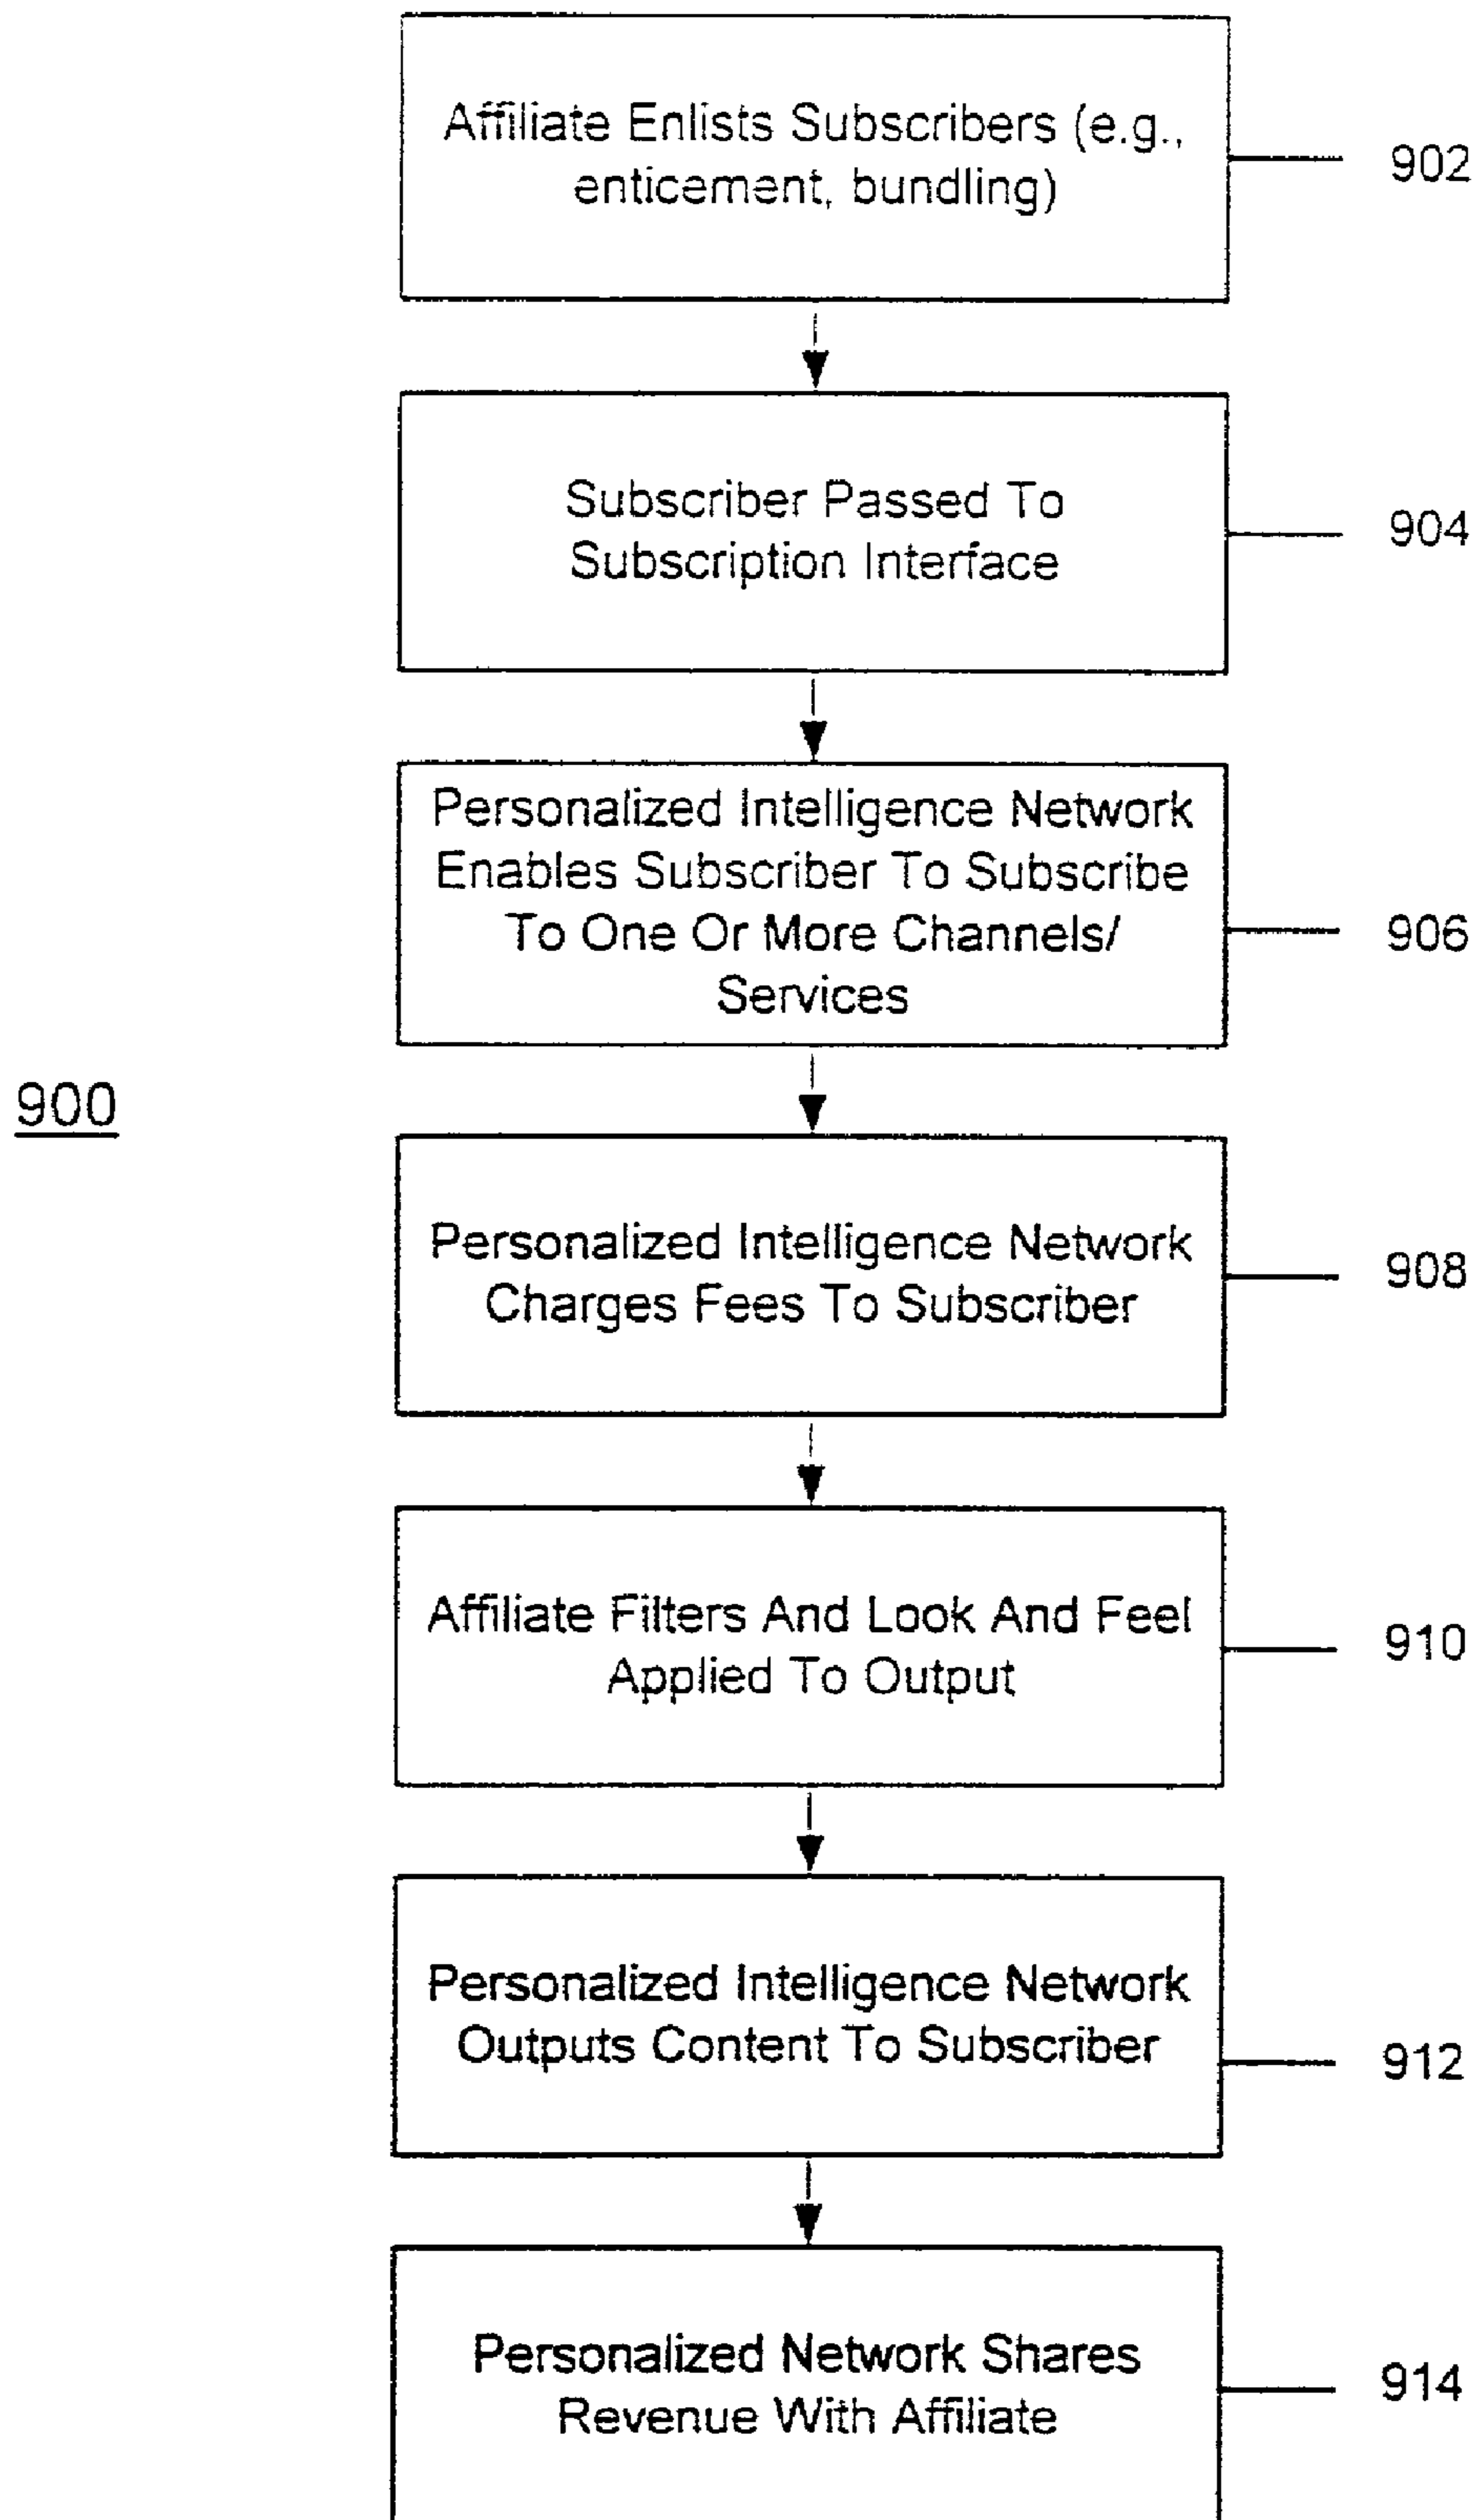 Affiliate Enlists Subscribers (e.g.,
enticement, bundling)
902
Subscriber Passed To
Subscription Interface
904
Personalized Intelligence Network
Enables Subscriber To Subscribe
To One Or More Channels/
Services
906
900
Personalized Intelligence Network
Charges Fees To Subscriber
908
Affiliate Filters And Look And Feel
Applied To Output
910
Personalized Intelligence Network
Outputs Content To Subscriber
912
Personalized Network Shares
Revenue With Affiliate
914